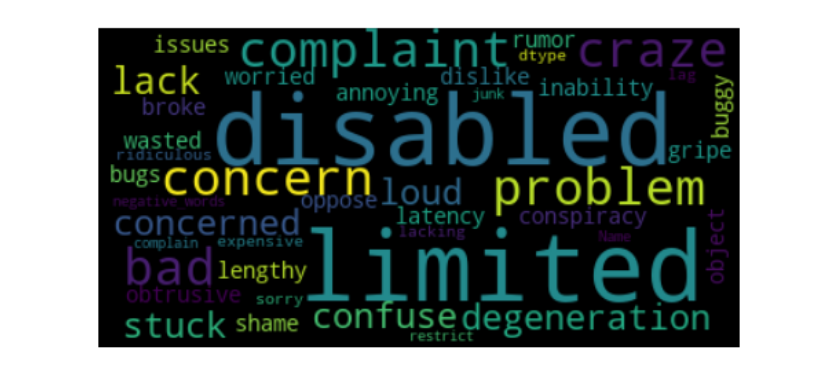 issues complaint rumor craze
dtype
lack worried dislike lag
broke annoying junk inability buggy
disabled
wasted gripe
ridiculous
bugs concern oppose loud problem
negative_words
concerned latency conspiracy
lacking Name object
complain expensive
bad lengthy limited
obtrusive sorry
stuck shame confuse degeneration
restrict